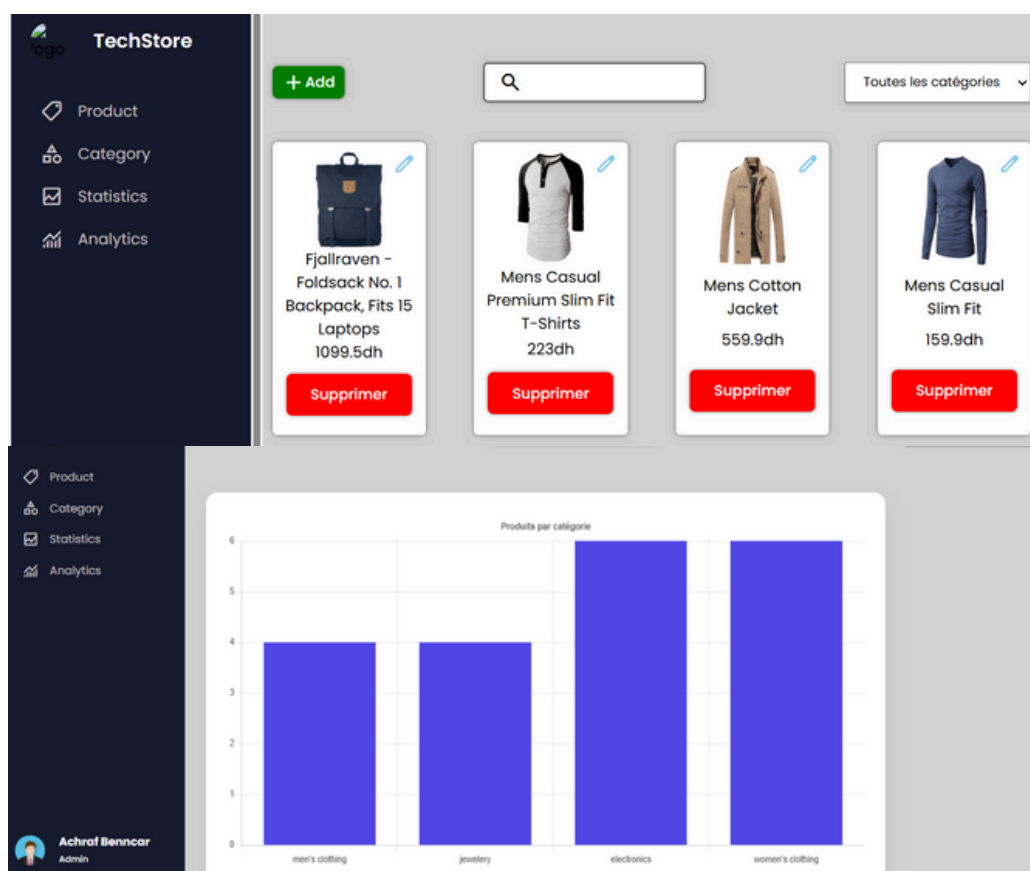 logo
TechStore
Product
Category
Statistics
Analytics
+ Add
Toutes les catégories
Fjallraven -
Foldsack No. 1
Backpack, Fits 15
Laptops
1099.5dh
Supprimer
Mens Casual
Premium Slim Fit
T-Shirts
223dh
Supprimer
Mens Cotton
Jacket
559.9dh
Supprimer
Mens Casual
Slim Fit
159.9dh
Supprimer
Product
Category
Statistics
Analytics
Achraf Benncar
Admin
Produits par catégorie
6
5
4
3
2
1
0
men's clothing
jewelery
electronics
women's clothing